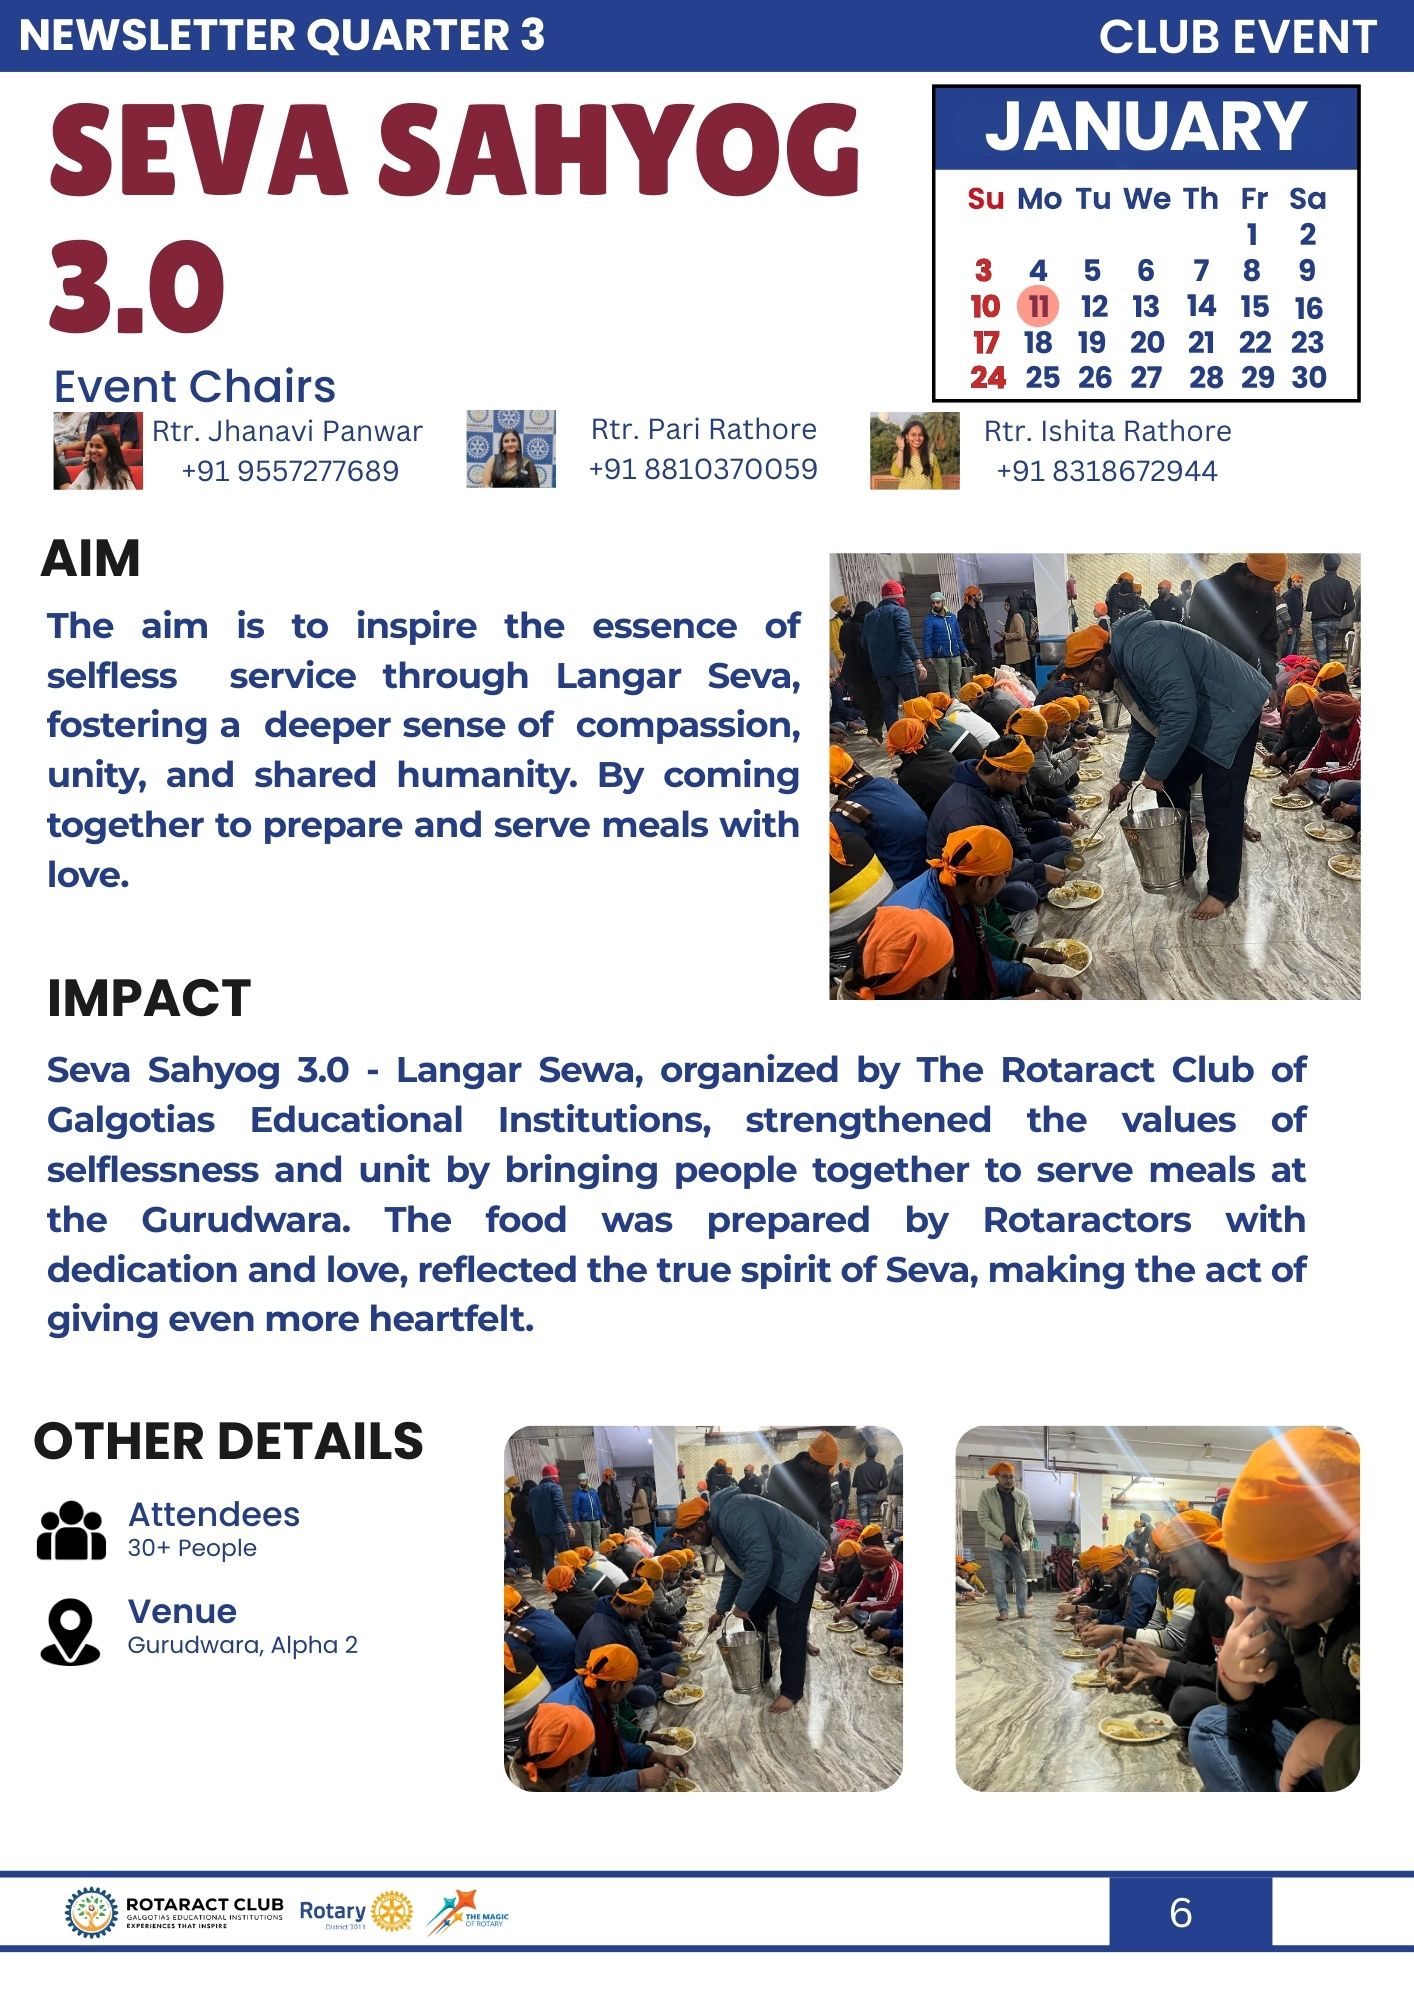 NEWSLETTER QUARTER 3
CLUB EVENT
SEVA SAHYOG
3.0
JANUARY
Su Mo Tu We Th Fr Sa
1 2
3 4 5 6 7 8 9
10 11 12 13 14 15 16
17 18 19 20 21 22 23
24 25 26 27 28 29 30
Event Chairs
Rtr. Jhanavi Panwar
+91 9557277689
Rtr. Pari Rathore
+91 8810370059
Rtr. Ishita Rathore
+91 8318672944
AIM
The aim is to inspire the essence of
selfless service through Langar Seva,
fostering a deeper sense of compassion,
unity, and shared humanity. By coming
together to prepare and serve meals with
love.
IMPACT
Seva Sahyog 3.0 - Langar Sewa, organized by The Rotaract Club of
Galgotias Educational Institutions, strengthened the values of
selflessness and unit by bringing people together to serve meals at
the Gurudwara. The food was prepared by Rotaractors with
dedication and love, reflected the true spirit of Seva, making the act of
giving even more heartfelt.
OTHER DETAILS
Attendees
30+ People
Venue
Gurudwara, Alpha 2
ROTARACT CLUB
GALGOTIAS EDUCATIONAL INSTITUTIONS
EXPERIENCES THAT INSPIRE
Rotary
District 3011
THE MAGIC
OF ROTARY
6